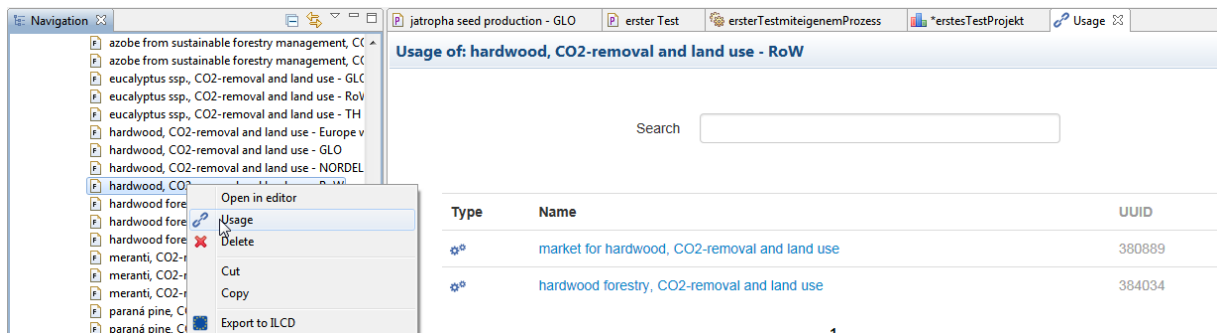 Navigation
jatropha seed production - GLO
erster Test
ersterTestmiteigenemProzess
*erstesTestProjekt
Usage
azobe from sustainable forestry management, CC
azobe from sustainable forestry management, CC
eucalyptus ssp., CO2-removal and land use - GLC
eucalyptus ssp., CO2-removal and land use - RoW
eucalyptus ssp., CO2-removal and land use - TH
hardwood, CO2-removal and land use - Europe w
hardwood, CO2-removal and land use - GLO
hardwood, CO2-removal and land use - NORDEL
hardwood, CO2
hardwood fore
hardwood fore
hardwood fore
meranti, CO2-r
meranti, CO2-r
meranti, CO2-r
paraná pine, C
paraná pine, C
Open in editor
Usage
Delete
Cut
Copy
Export to ILCD
Usage of: hardwood, CO2-removal and land use - RoW
Search
Type Name UUID
market for hardwood, CO2-removal and land use 380889
hardwood forestry, CO2-removal and land use 384034